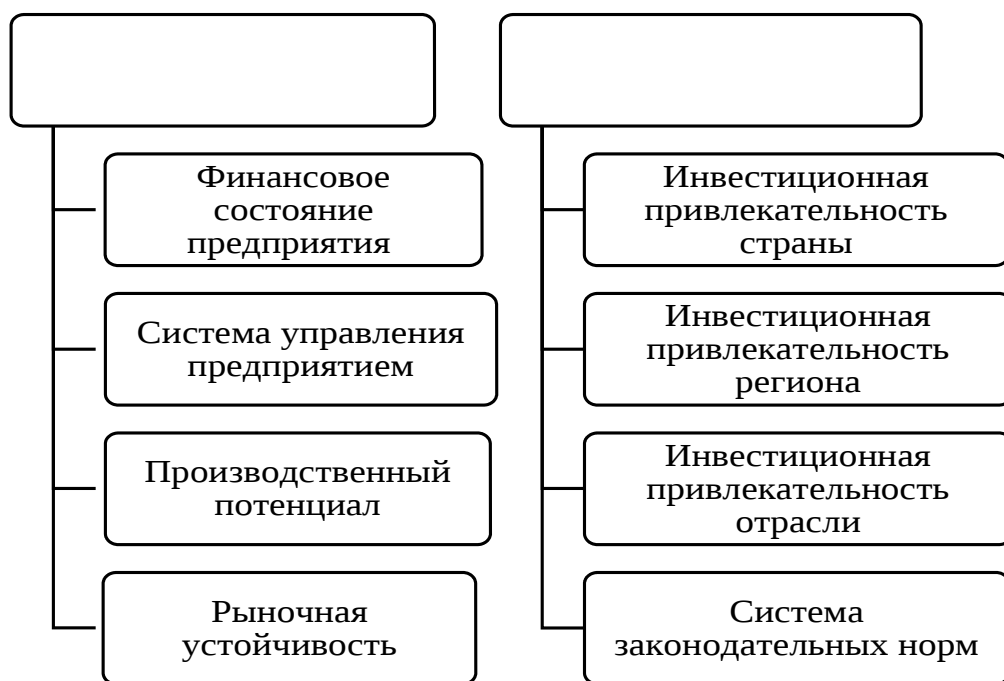 Финансовое
состояние
предприятия
Система управления
предприятием
Производственный
потенциал
Рыночная
устойчивость
Инвестиционная
привлекательность
страны
Инвестиционная
привлекательность
региона
Инвестиционная
привлекательность
отрасли
Система
законодательных норм